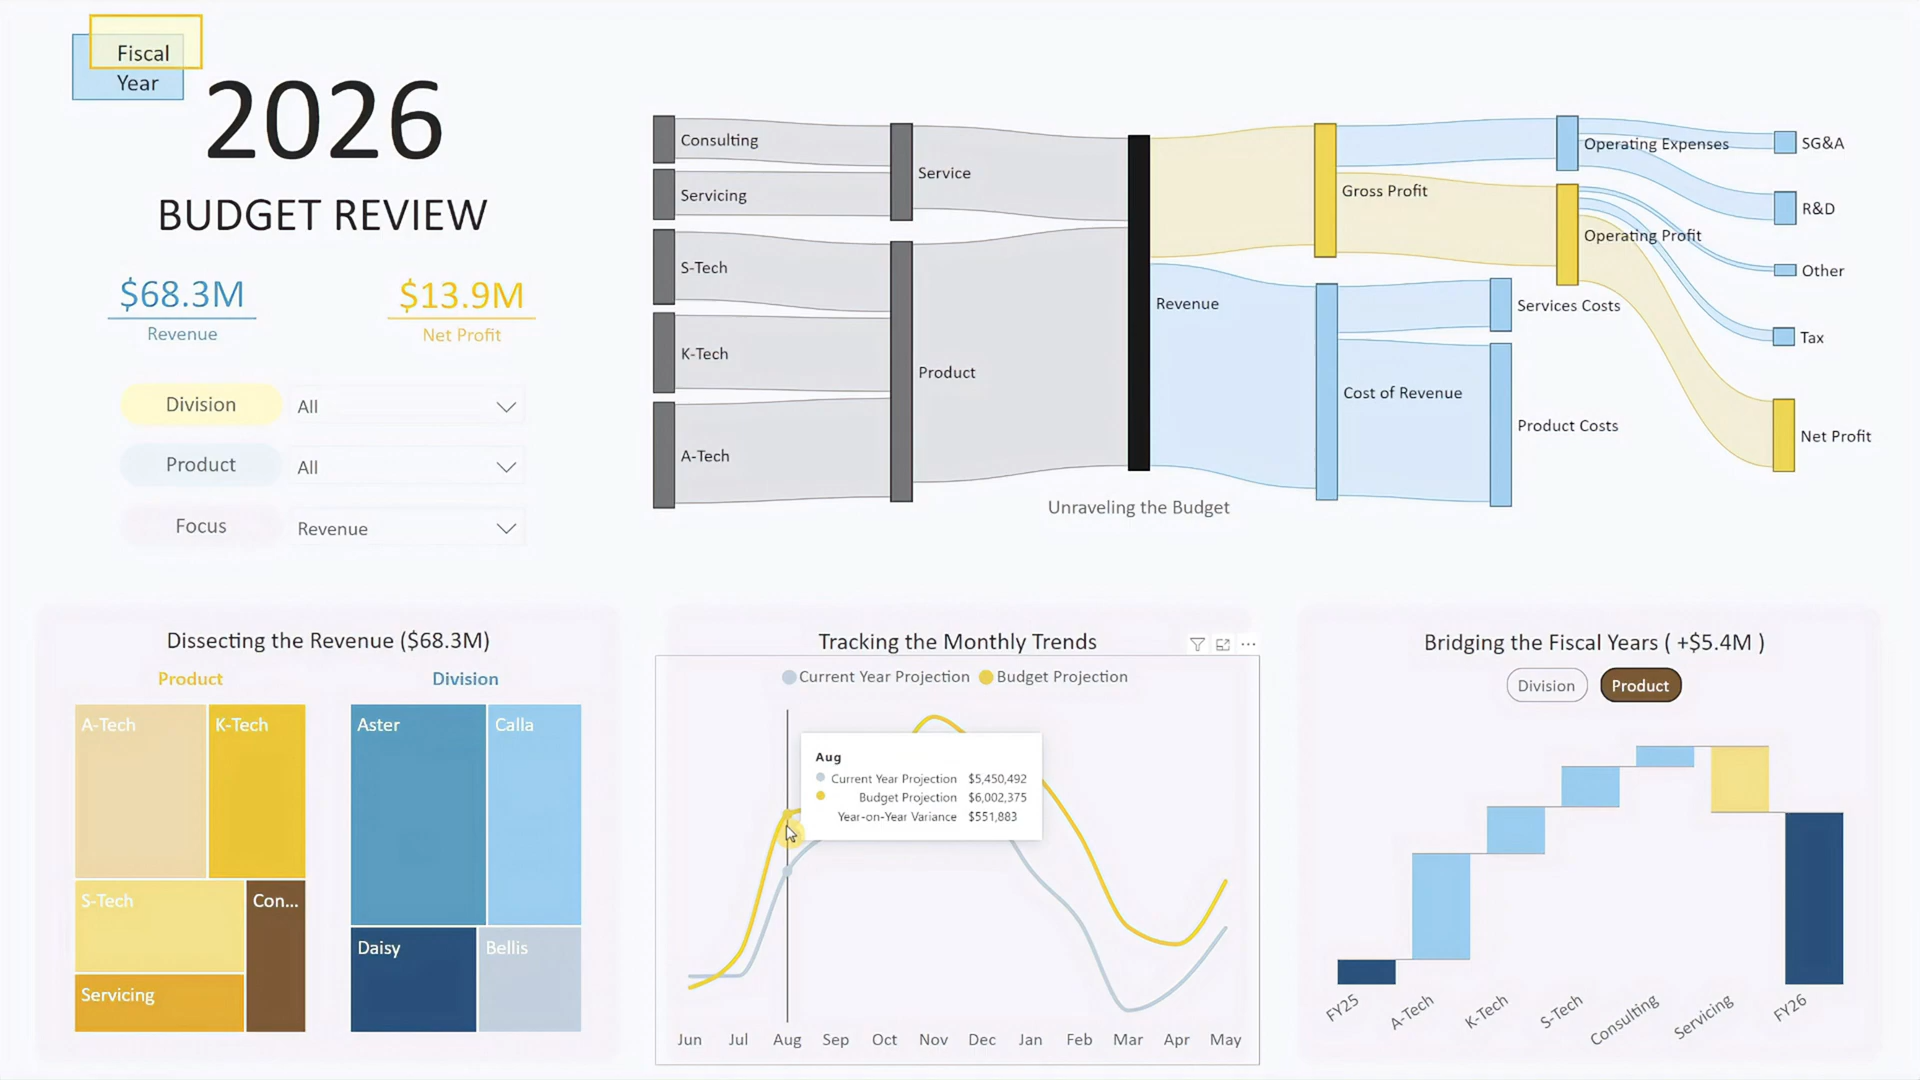 Fiscal
Year
2026
BUDGET REVIEW
$68.3M
Revenue
$13.9M
Net Profit
Division
All
Product
All
Focus
Revenue
Consulting
Servicing
S-Tech
K-Tech
A-Tech
Service
Product
Revenue
Gross Profit
Cost of Revenue
Operating Expenses
Operating Profit
Services Costs
Product Costs
SG&A
R&D
Other
Tax
Net Profit
Unraveling the Budget
Dissecting the Revenue ($68.3M)
Product
A-Tech
K-Tech
S-Tech
Con...
Servicing
Division
Aster
Calla
Daisy
Bellis
Tracking the Monthly Trends
Current Year Projection
Budget Projection
Aug
Current Year Projection $5,450,492
Budget Projection $6,002,375
Year-on-Year Variance $551,883
Jun Jul Aug Sep Oct Nov Dec Jan Feb Mar Apr May
Bridging the Fiscal Years ( +$5.4M )
Division
Product
FY25
A-Tech
K-Tech
S-Tech
Consulting
Servicing
FY26